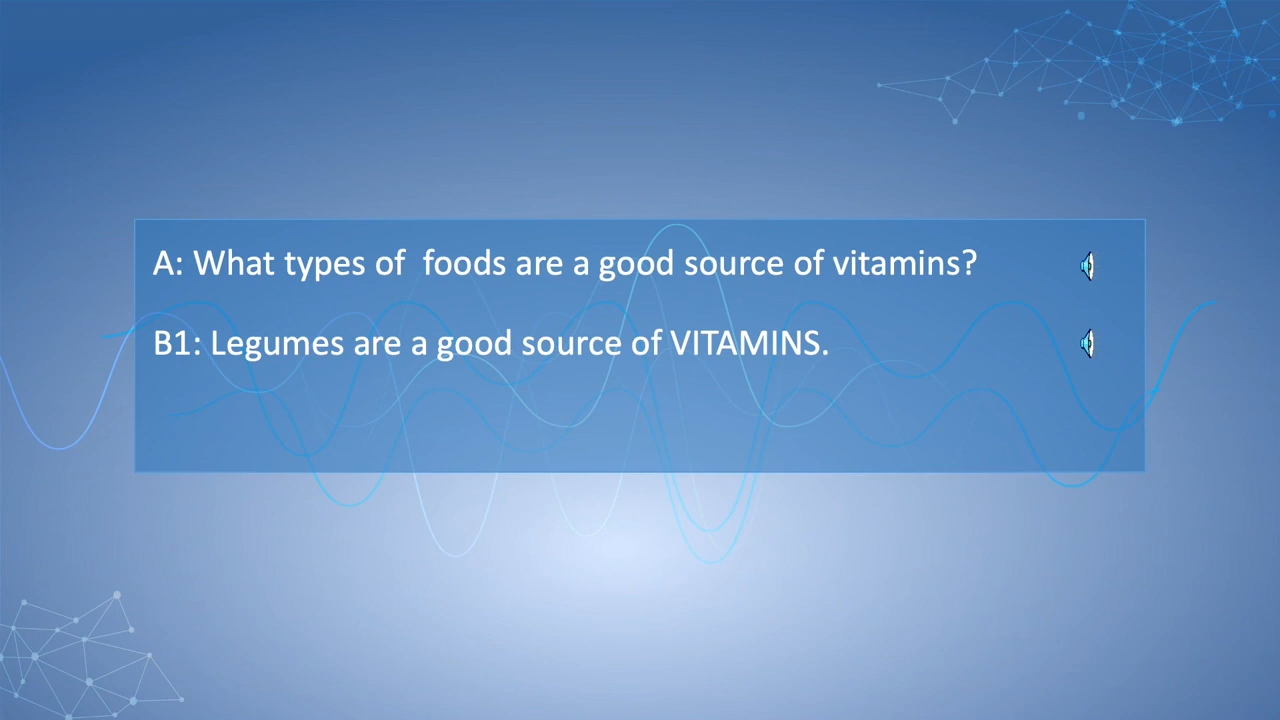 A: What types of  foods are a good source of vitamins?
B1: Legumes are a good source of VITAMINS.